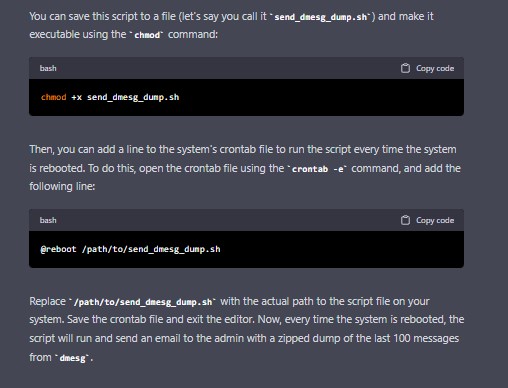 You can save this script to a file (let's say you call it `send_dmesg_dump.sh`) and make it
executable using the `chmod` command:
bash
Copy code
chmod +x send_dmesg_dump.sh
Then, you can add a line to the system's crontab file to run the script every time the system
is rebooted. To do this, open the crontab file using the `crontab -e` command, and add the
following line:
bash
Copy code
@reboot /path/to/send_dmesg_dump.sh
Replace `/path/to/send_dmesg_dump.sh` with the actual path to the script file on your
system. Save the crontab file and exit the editor. Now, every time the system is rebooted, the
script will run and send an email to the admin with a zipped dump of the last 100 messages
from `dmesg`.